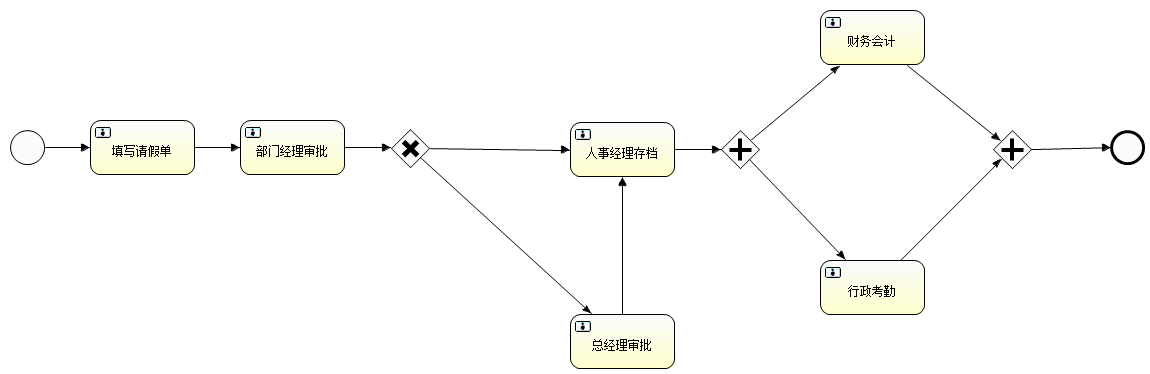 填写请假单
部门经理审批
人事经理存档
总经理审批
财务会计
行政考勤